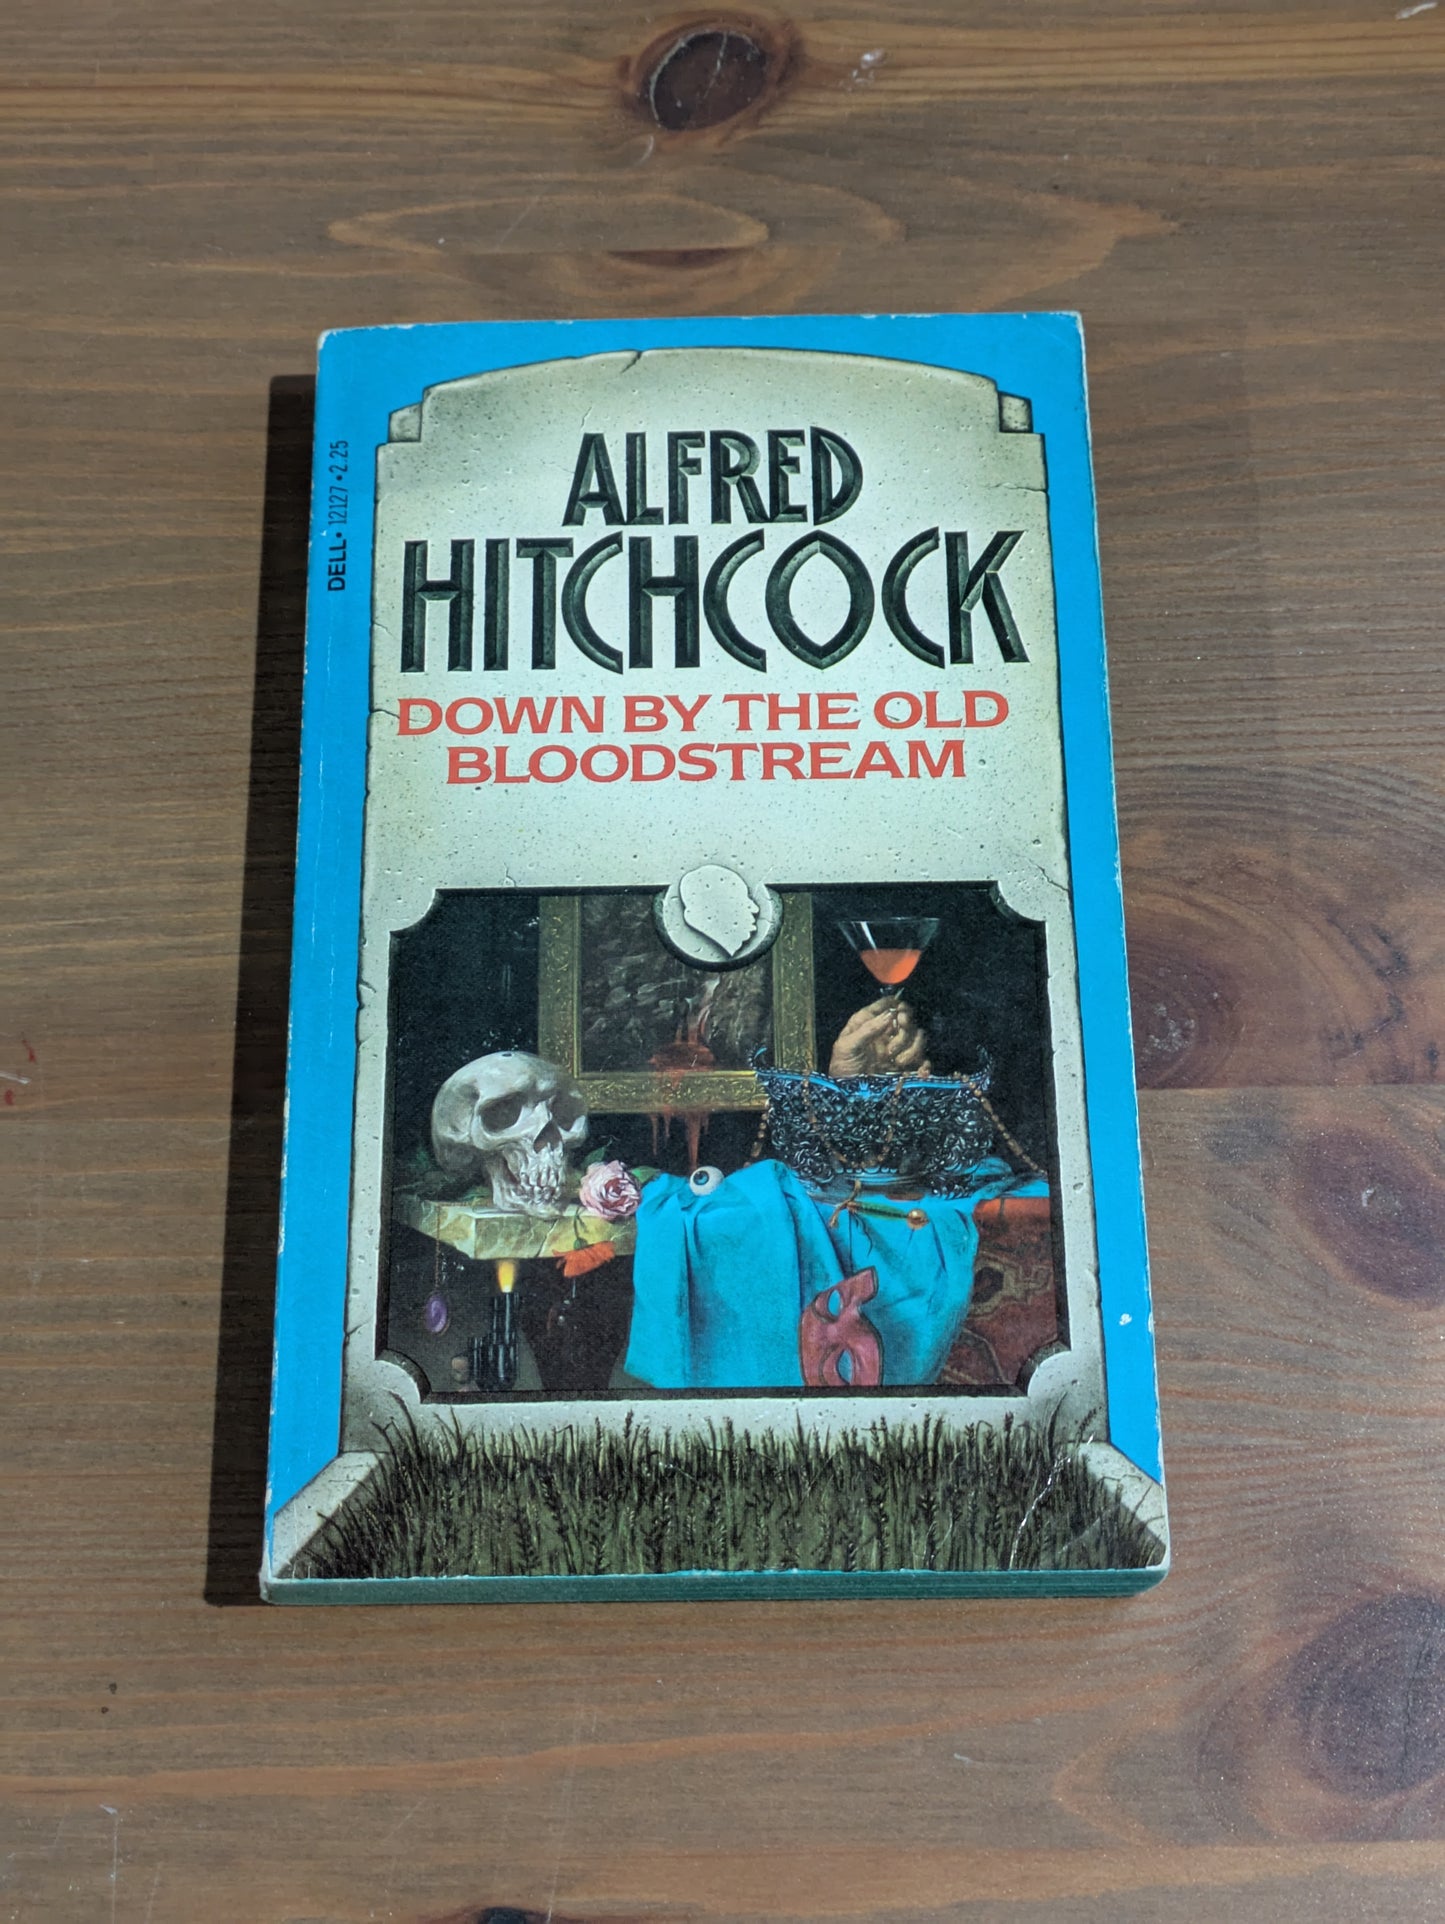 DELL • 12127 • 2.25
ALFRED
HITCHCOCK
DOWN BY THE OLD
BLOODSTREAM